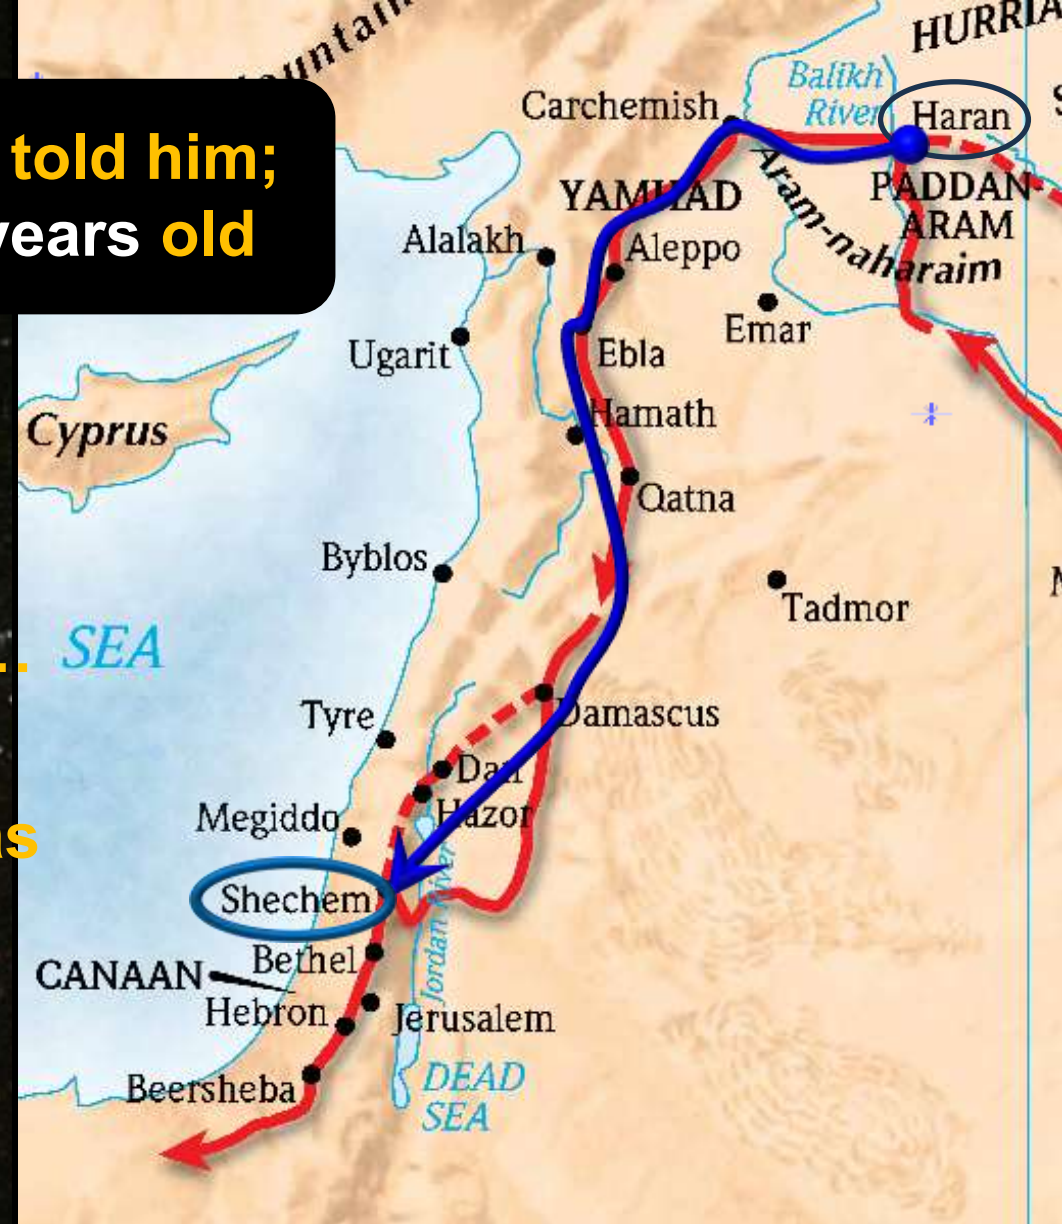 told him;
years old
..
as
HURRIA
S
ountain
Balikh
River
Haran
Carchemish
PADDAN
ARAM
YAMHAD
Aram-naharaim
Alalakh
Aleppo
Emar
Ugarit
Ebla
Hamath
Cyprus
Qatna
Byblos
Tadmor
SEA
Tyre
Damascus
Dan
Hazor
Megiddo
Shechem
Jordan River
Bethel
CANAAN
Hebron
Jerusalem
Beersheba
DEAD
SEA